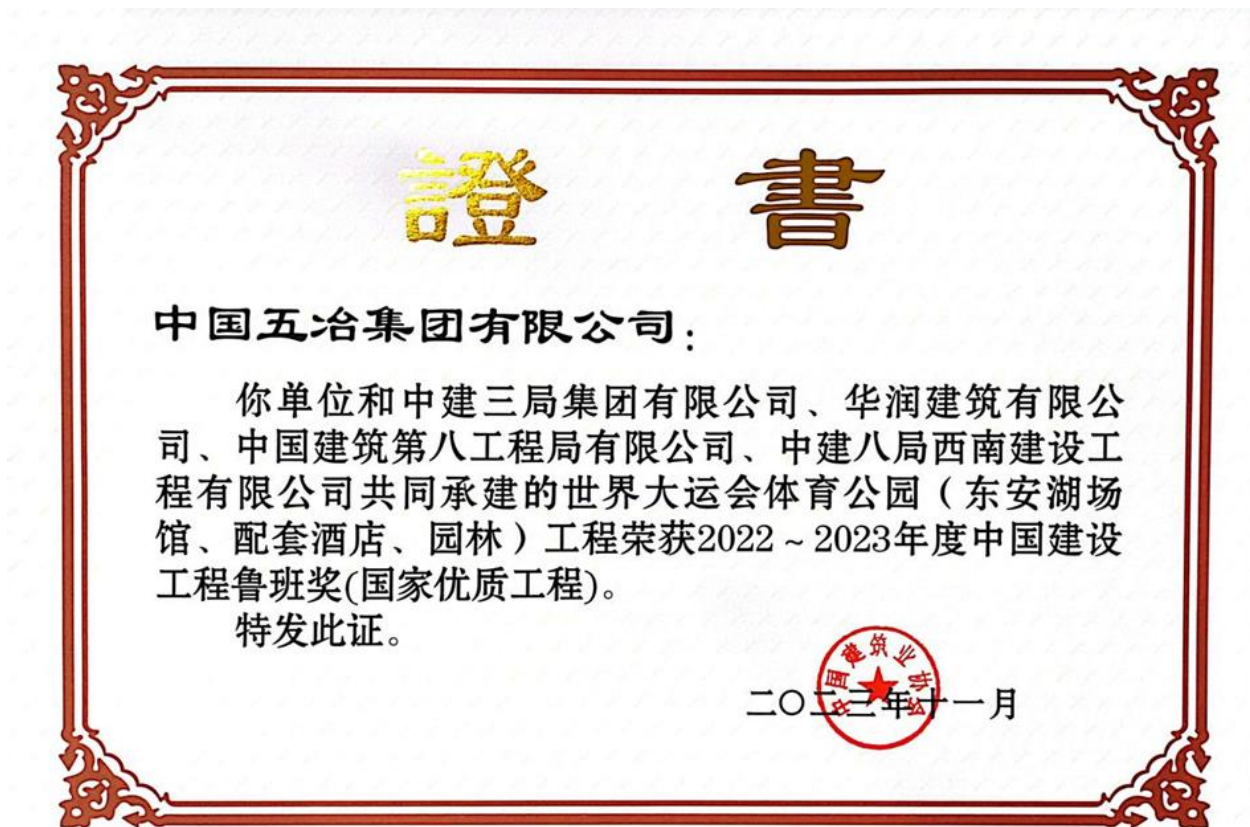 證 書
中国五冶集团有限公司：
你单位和中建三局集团有限公司、华润建筑有限公
司、中国建筑第八工程局有限公司、中建八局西南建设工
程有限公司共同承建的世界大运会体育公园（东安湖场
馆、配套酒店、园林）工程荣获2022～2023年度中国建设
工程鲁班奖(国家优质工程)。
特发此证。
中国建筑业协会
二〇二三年十一月